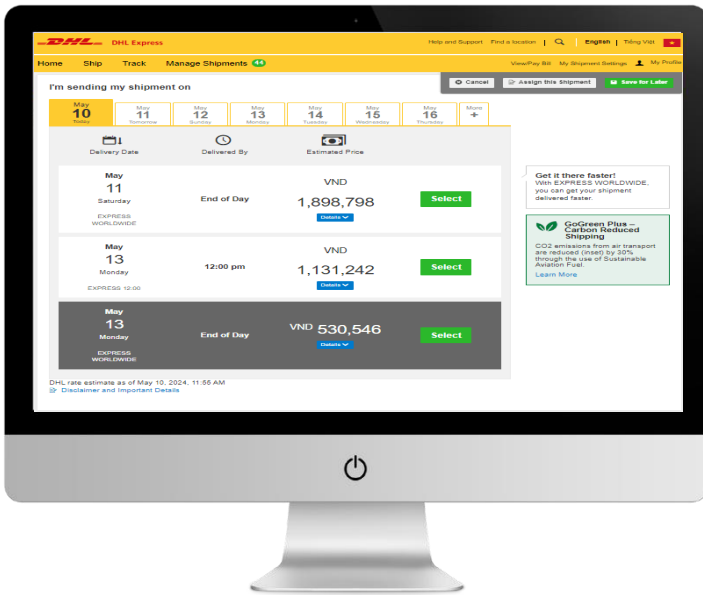 DHL DHL Express
Help and Support Find a location | English | Tiếng Việt
Home Ship Track Manage Shipments 44
View/Pay Bill My Shipment Settings My Profile
Cancel Assign this Shipment Save for Later
I'm sending my shipment on
May May May May May May May More
10 11 12 13 14 15 16 +
Today Tomorrow Sunday Monday Tuesday Wednesday Thursday
Delivery Date Delivered By Estimated Price
May
11
Saturday
EXPRESS
WORLDWIDE
End of Day
VND
1,898,798
Details
Select
May
13
Monday
EXPRESS 12:00
12:00 pm
VND
1,131,242
Details
Select
May
13
Monday
EXPRESS
WORLDWIDE
End of Day
VND 530,546
Details
Select
DHL rate estimate as of May 10, 2024, 11:55 AM
Disclaimer and Important Details
Get it there faster!
With EXPRESS WORLDWIDE,
you can get your shipment
delivered faster.
GoGreen Plus –
Carbon Reduced
Shipping
CO2 emissions from air transport
are reduced (inset) by 30%
through the use of Sustainable
Aviation Fuel.
Learn More